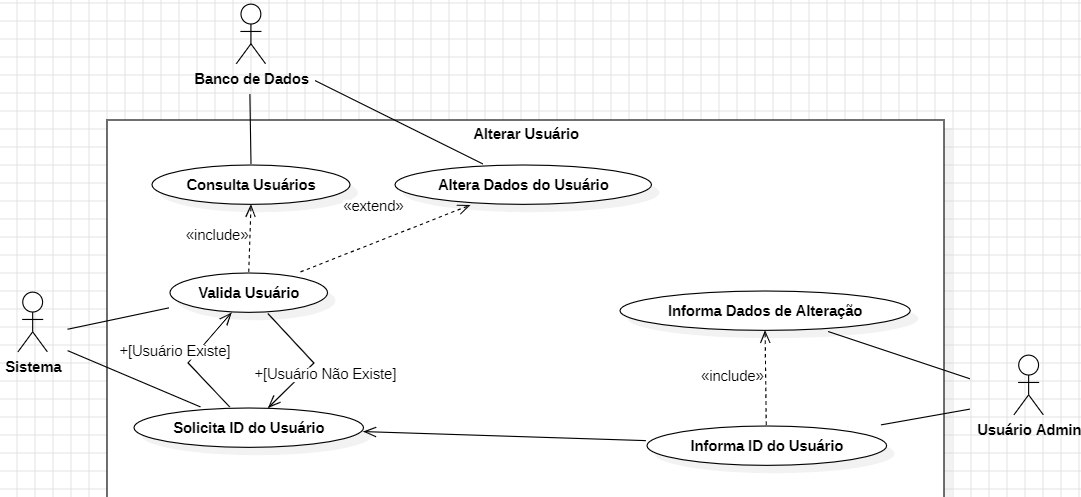 Banco de Dados
Alterar Usuário
Consulta Usuários
Altera Dados do Usuário
«extend»
«include»
Valida Usuário
Informa Dados de Alteração
+[Usuário Existe]
Sistema
+[Usuário Não Existe]
«include»
Solicita ID do Usuário
Usuário Admin
Informa ID do Usuário